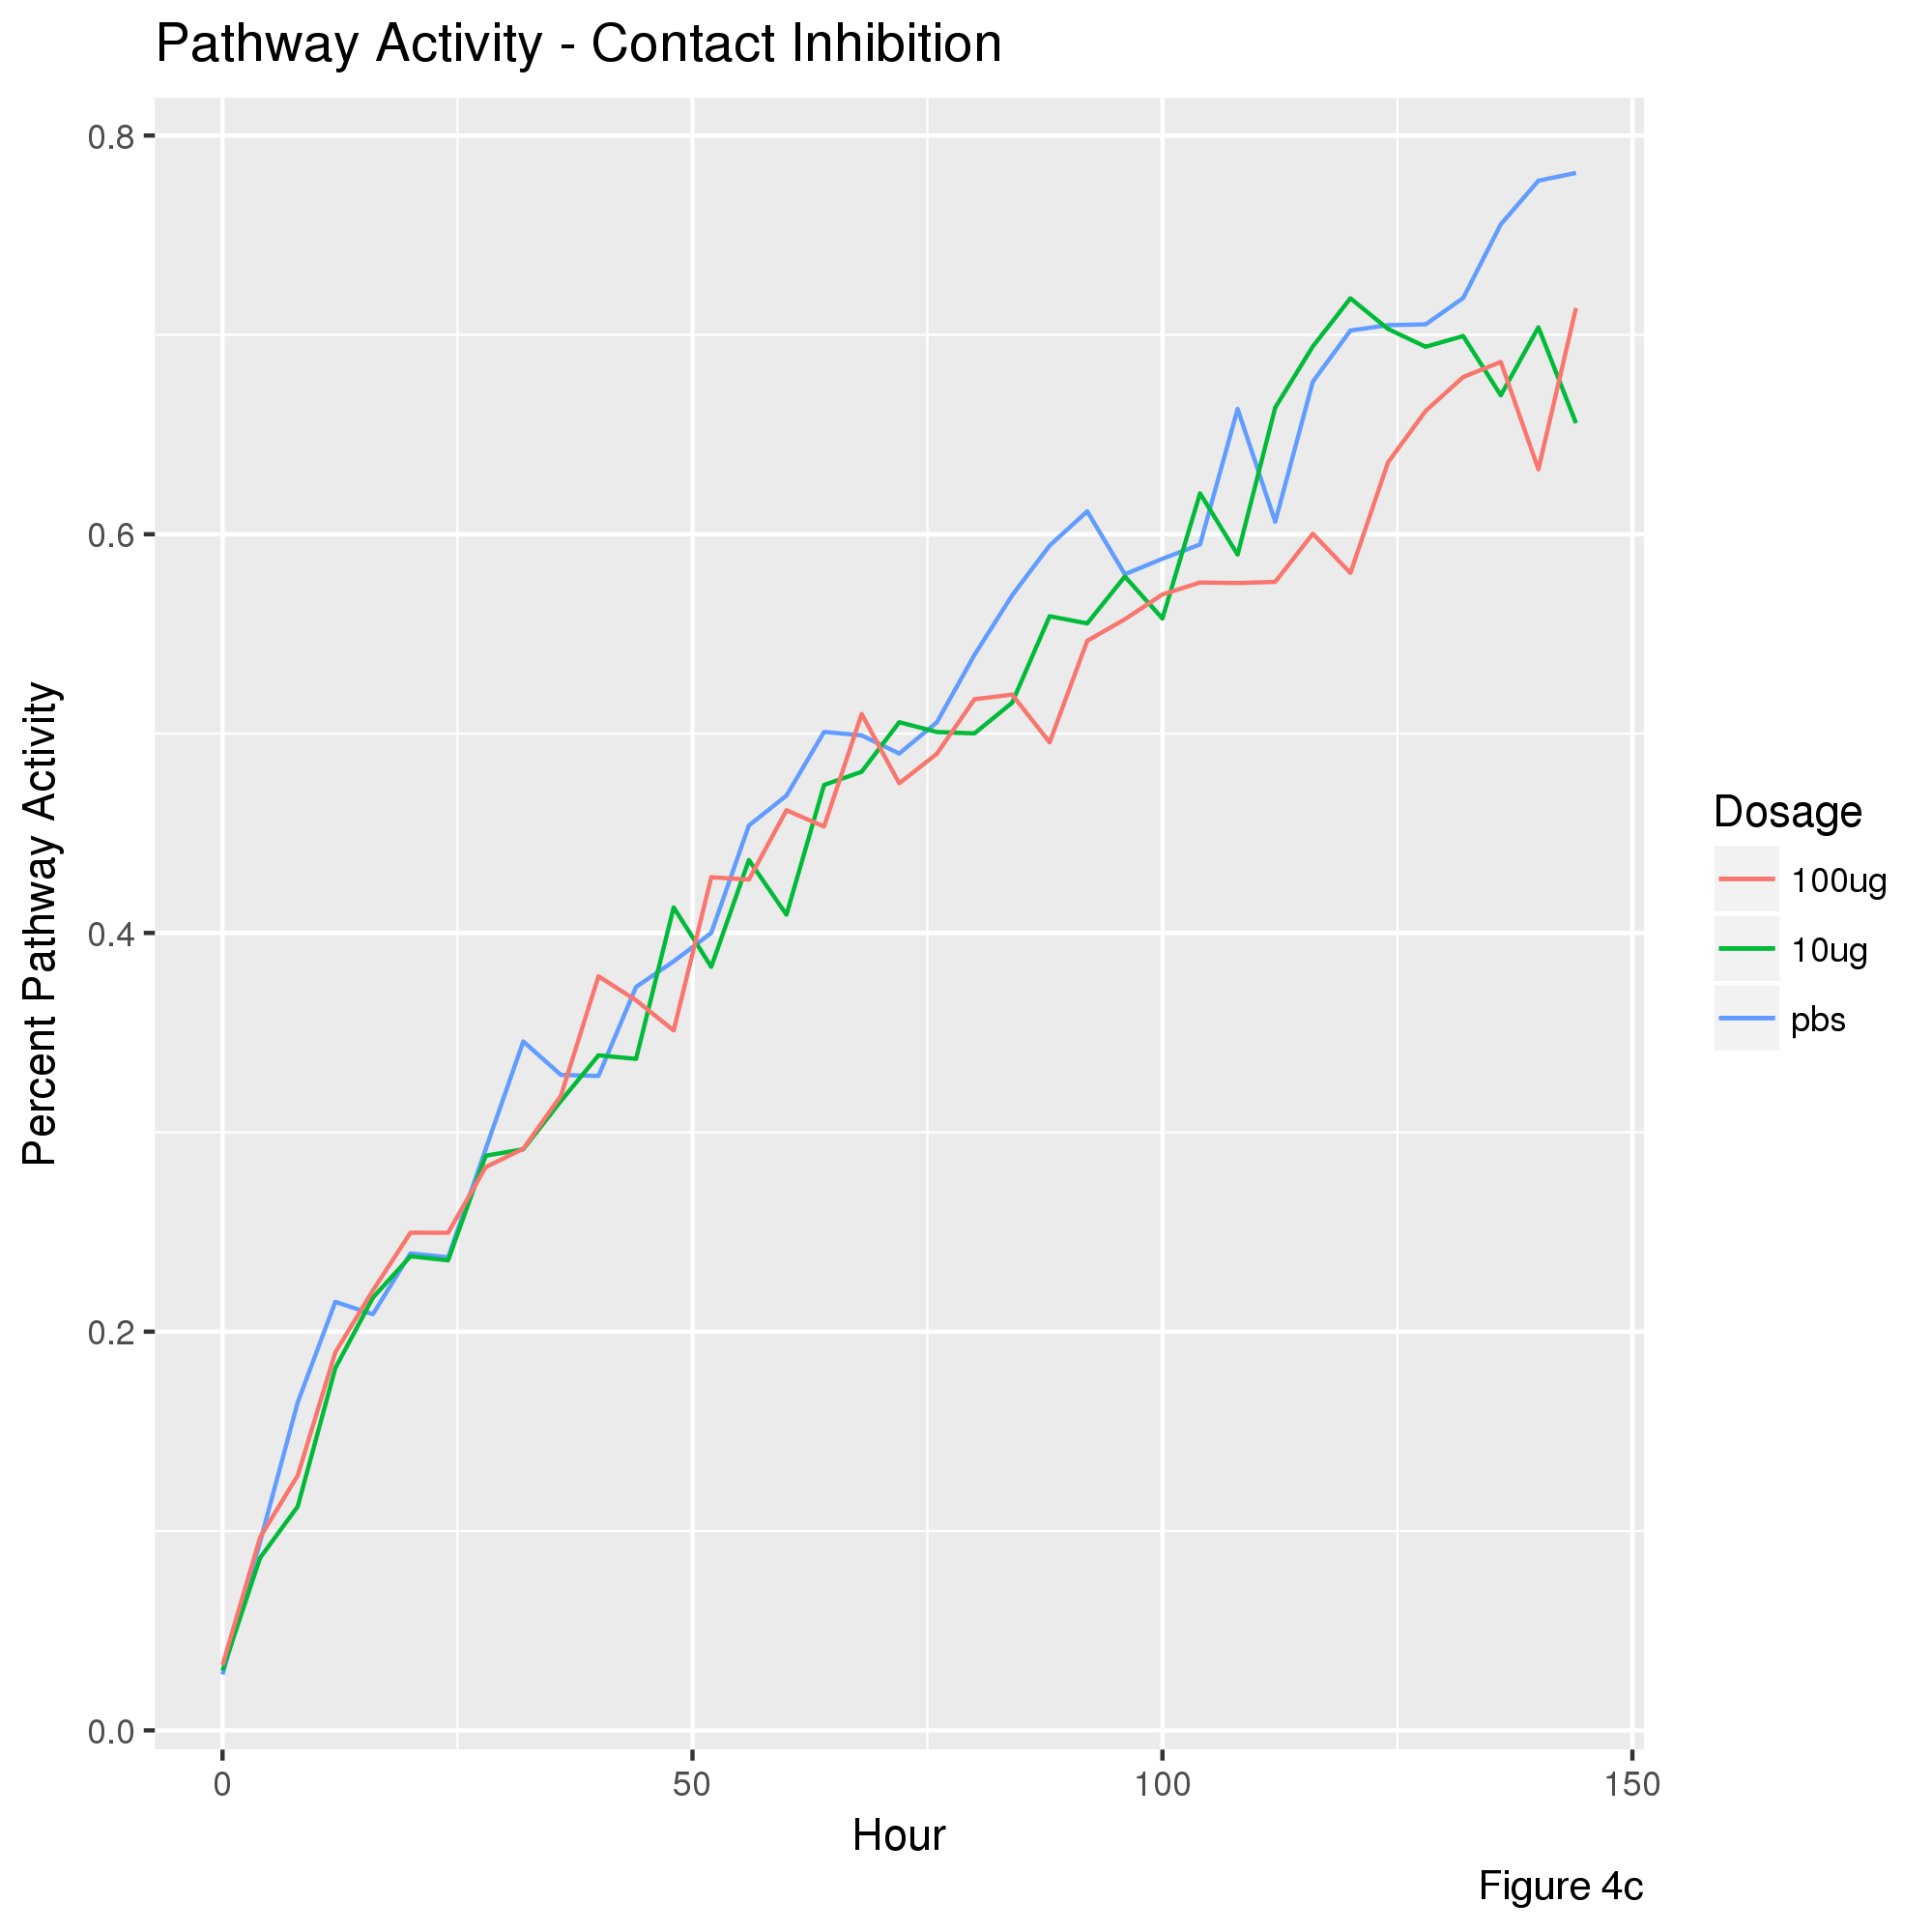 Pathway Activity - Contact Inhibition
0.8
0.6
0.4
0.2
0.0
Percent Pathway Activity
0
50
100
150
Hour
Dosage
100ug
10ug
pbs
Figure 4c